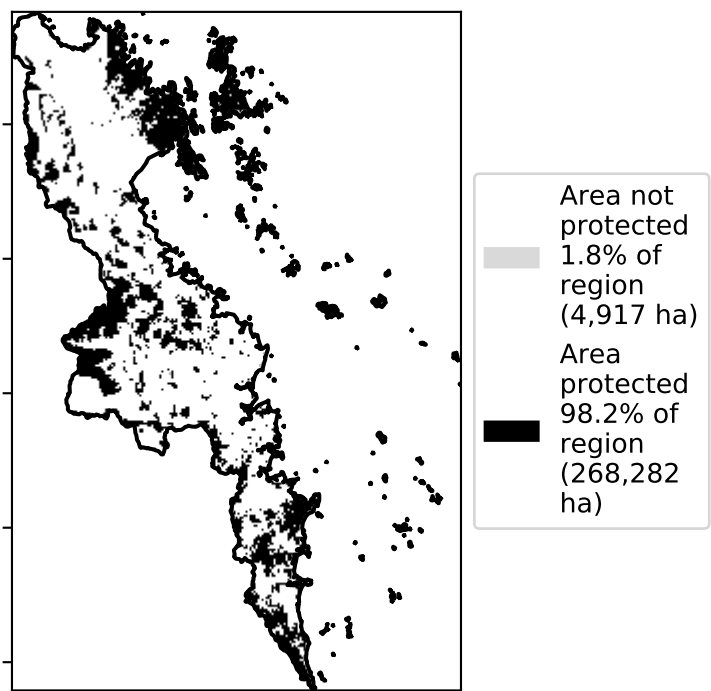 Area not
protected
1.8% of
region
(4,917 ha)
Area
protected
98.2% of
region
(268,282
ha)